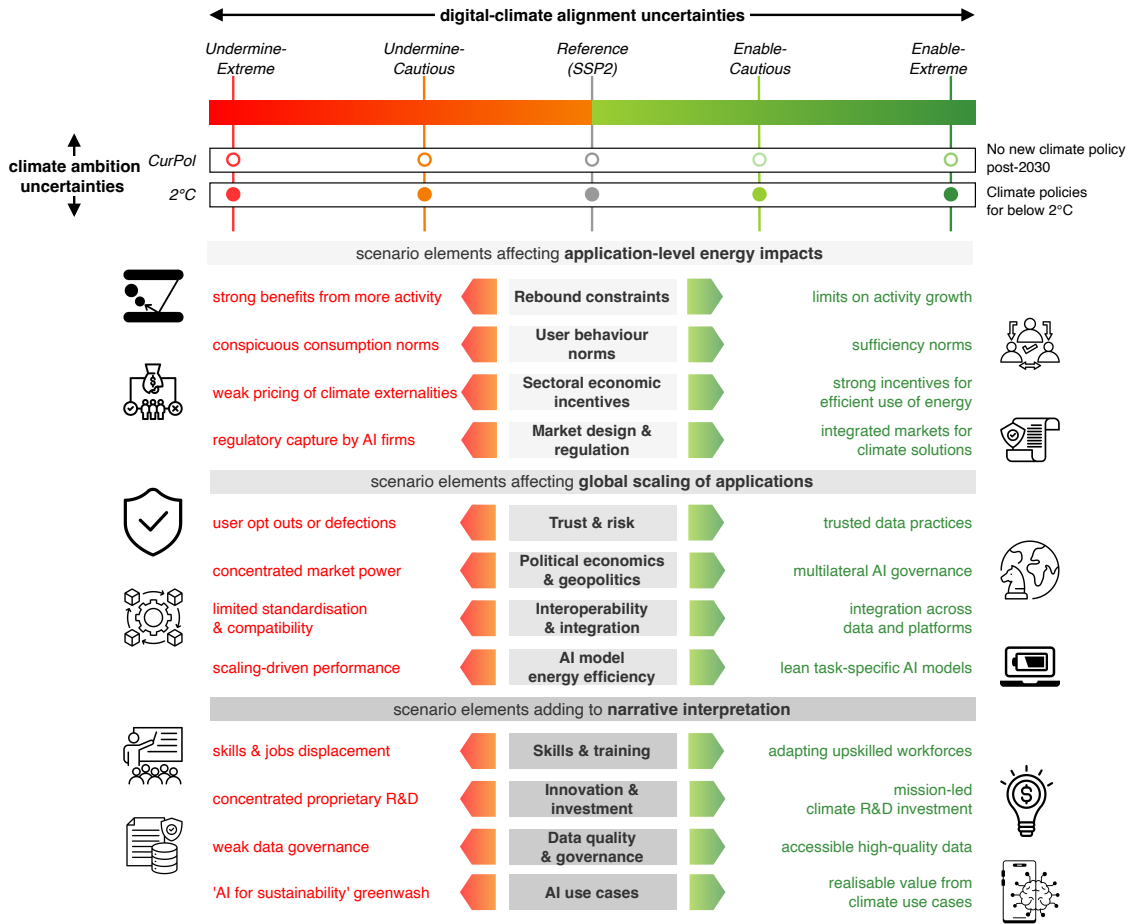 digital-climate alignment uncertainties
Undermine-
Extreme
Undermine-
Cautious
Reference
(SSP2)
Enable-
Cautious
Enable-
Extreme
climate ambition
uncertainties
CurPol
No new climate policy
post-2030
2°C
Climate policies
for below 2°C
scenario elements affecting application-level energy impacts
strong benefits from more activity
Rebound constraints
limits on activity growth
conspicuous consumption norms
User behaviour
norms
sufficiency norms
weak pricing of climate externalities
Sectoral economic
incentives
strong incentives for
efficient use of energy
regulatory capture by AI firms
Market design &
regulation
integrated markets for
climate solutions
scenario elements affecting global scaling of applications
user opt outs or defections
Trust & risk
trusted data practices
concentrated market power
Political economics
& geopolitics
multilateral AI governance
limited standardisation
& compatibility
Interoperability
& integration
integration across
data and platforms
scaling-driven performance
AI model
energy efficiency
lean task-specific AI models
scenario elements adding to narrative interpretation
skills & jobs displacement
Skills & training
adapting upskilled workforces
concentrated proprietary R&D
Innovation &
investment
mission-led
climate R&D investment
weak data governance
Data quality
& governance
accessible high-quality data
'AI for sustainability' greenwash
AI use cases
realisable value from
climate use cases